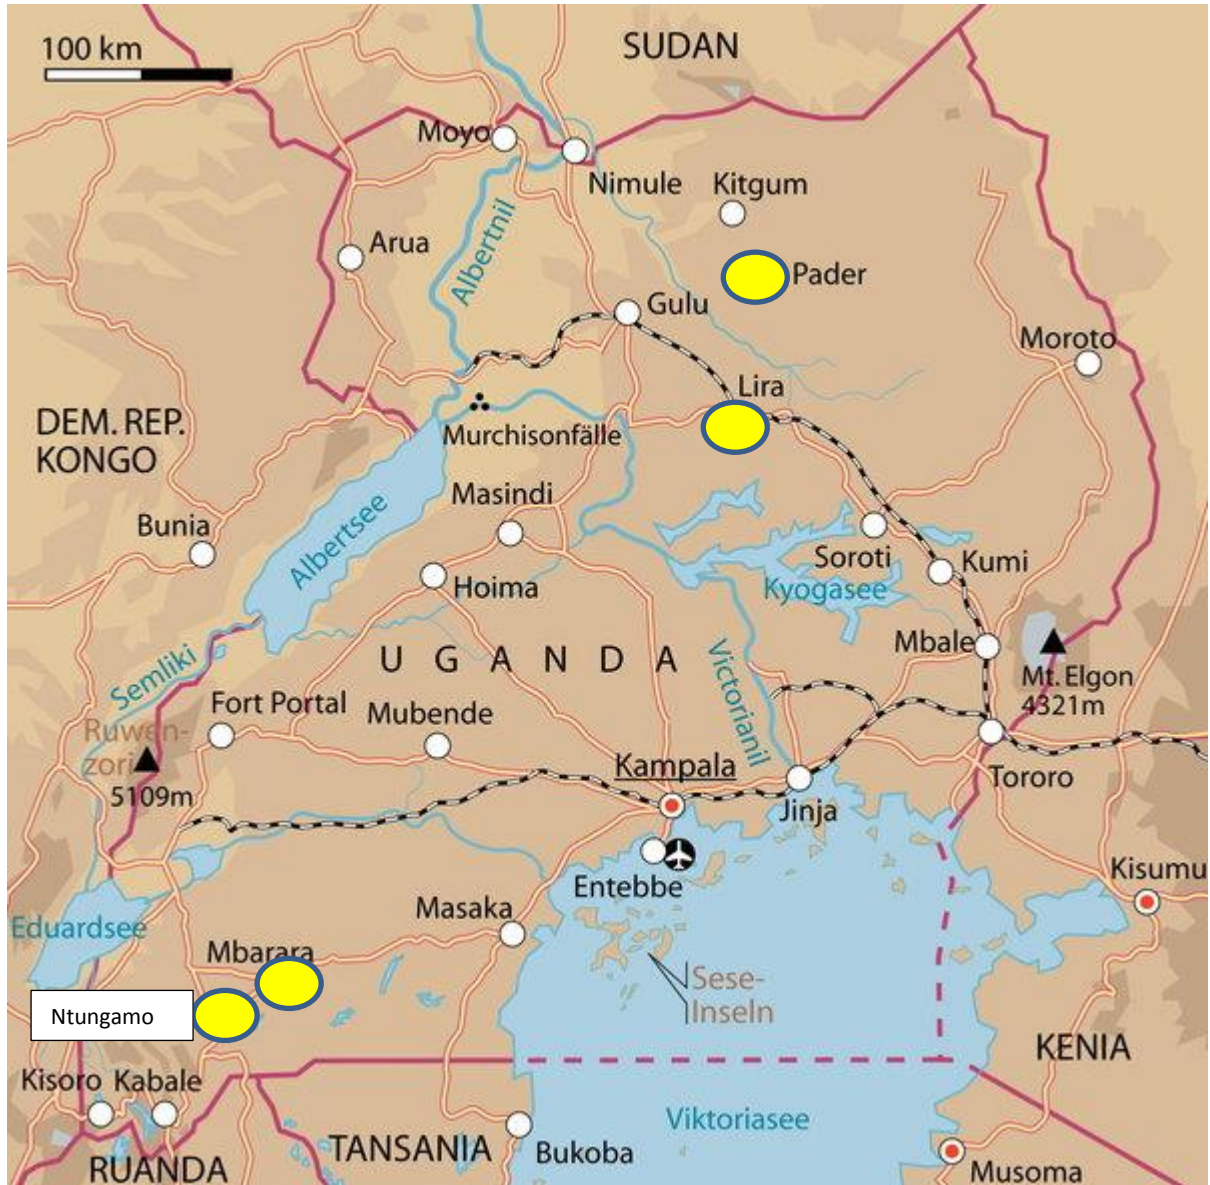 100 km
SUDAN
Moyo
Nimule
Kitgum
Arua
Albertnil
Pader
Gulu
Moroto
Lira
DEM. REP.
KONGO
Murchisonfälle
Masindi
Bunia
Albertsee
Soroti
Kumi
Hoima
Kyogasee
UGANDA
Mbale
Victorianil
Semliki
Mt. Elgon
4321m
Fort Portal
Mubende
Ruwen-
zori
5109m
Kampala
Tororo
Jinja
Entebbe
Kisumu
Masaka
Eduardsee
Mbarara
Sese-
Inseln
Ntungamo
KENIA
Kisoro
Kabale
Viktoriasee
TANSANIA
Bukoba
RUANDA
Musoma